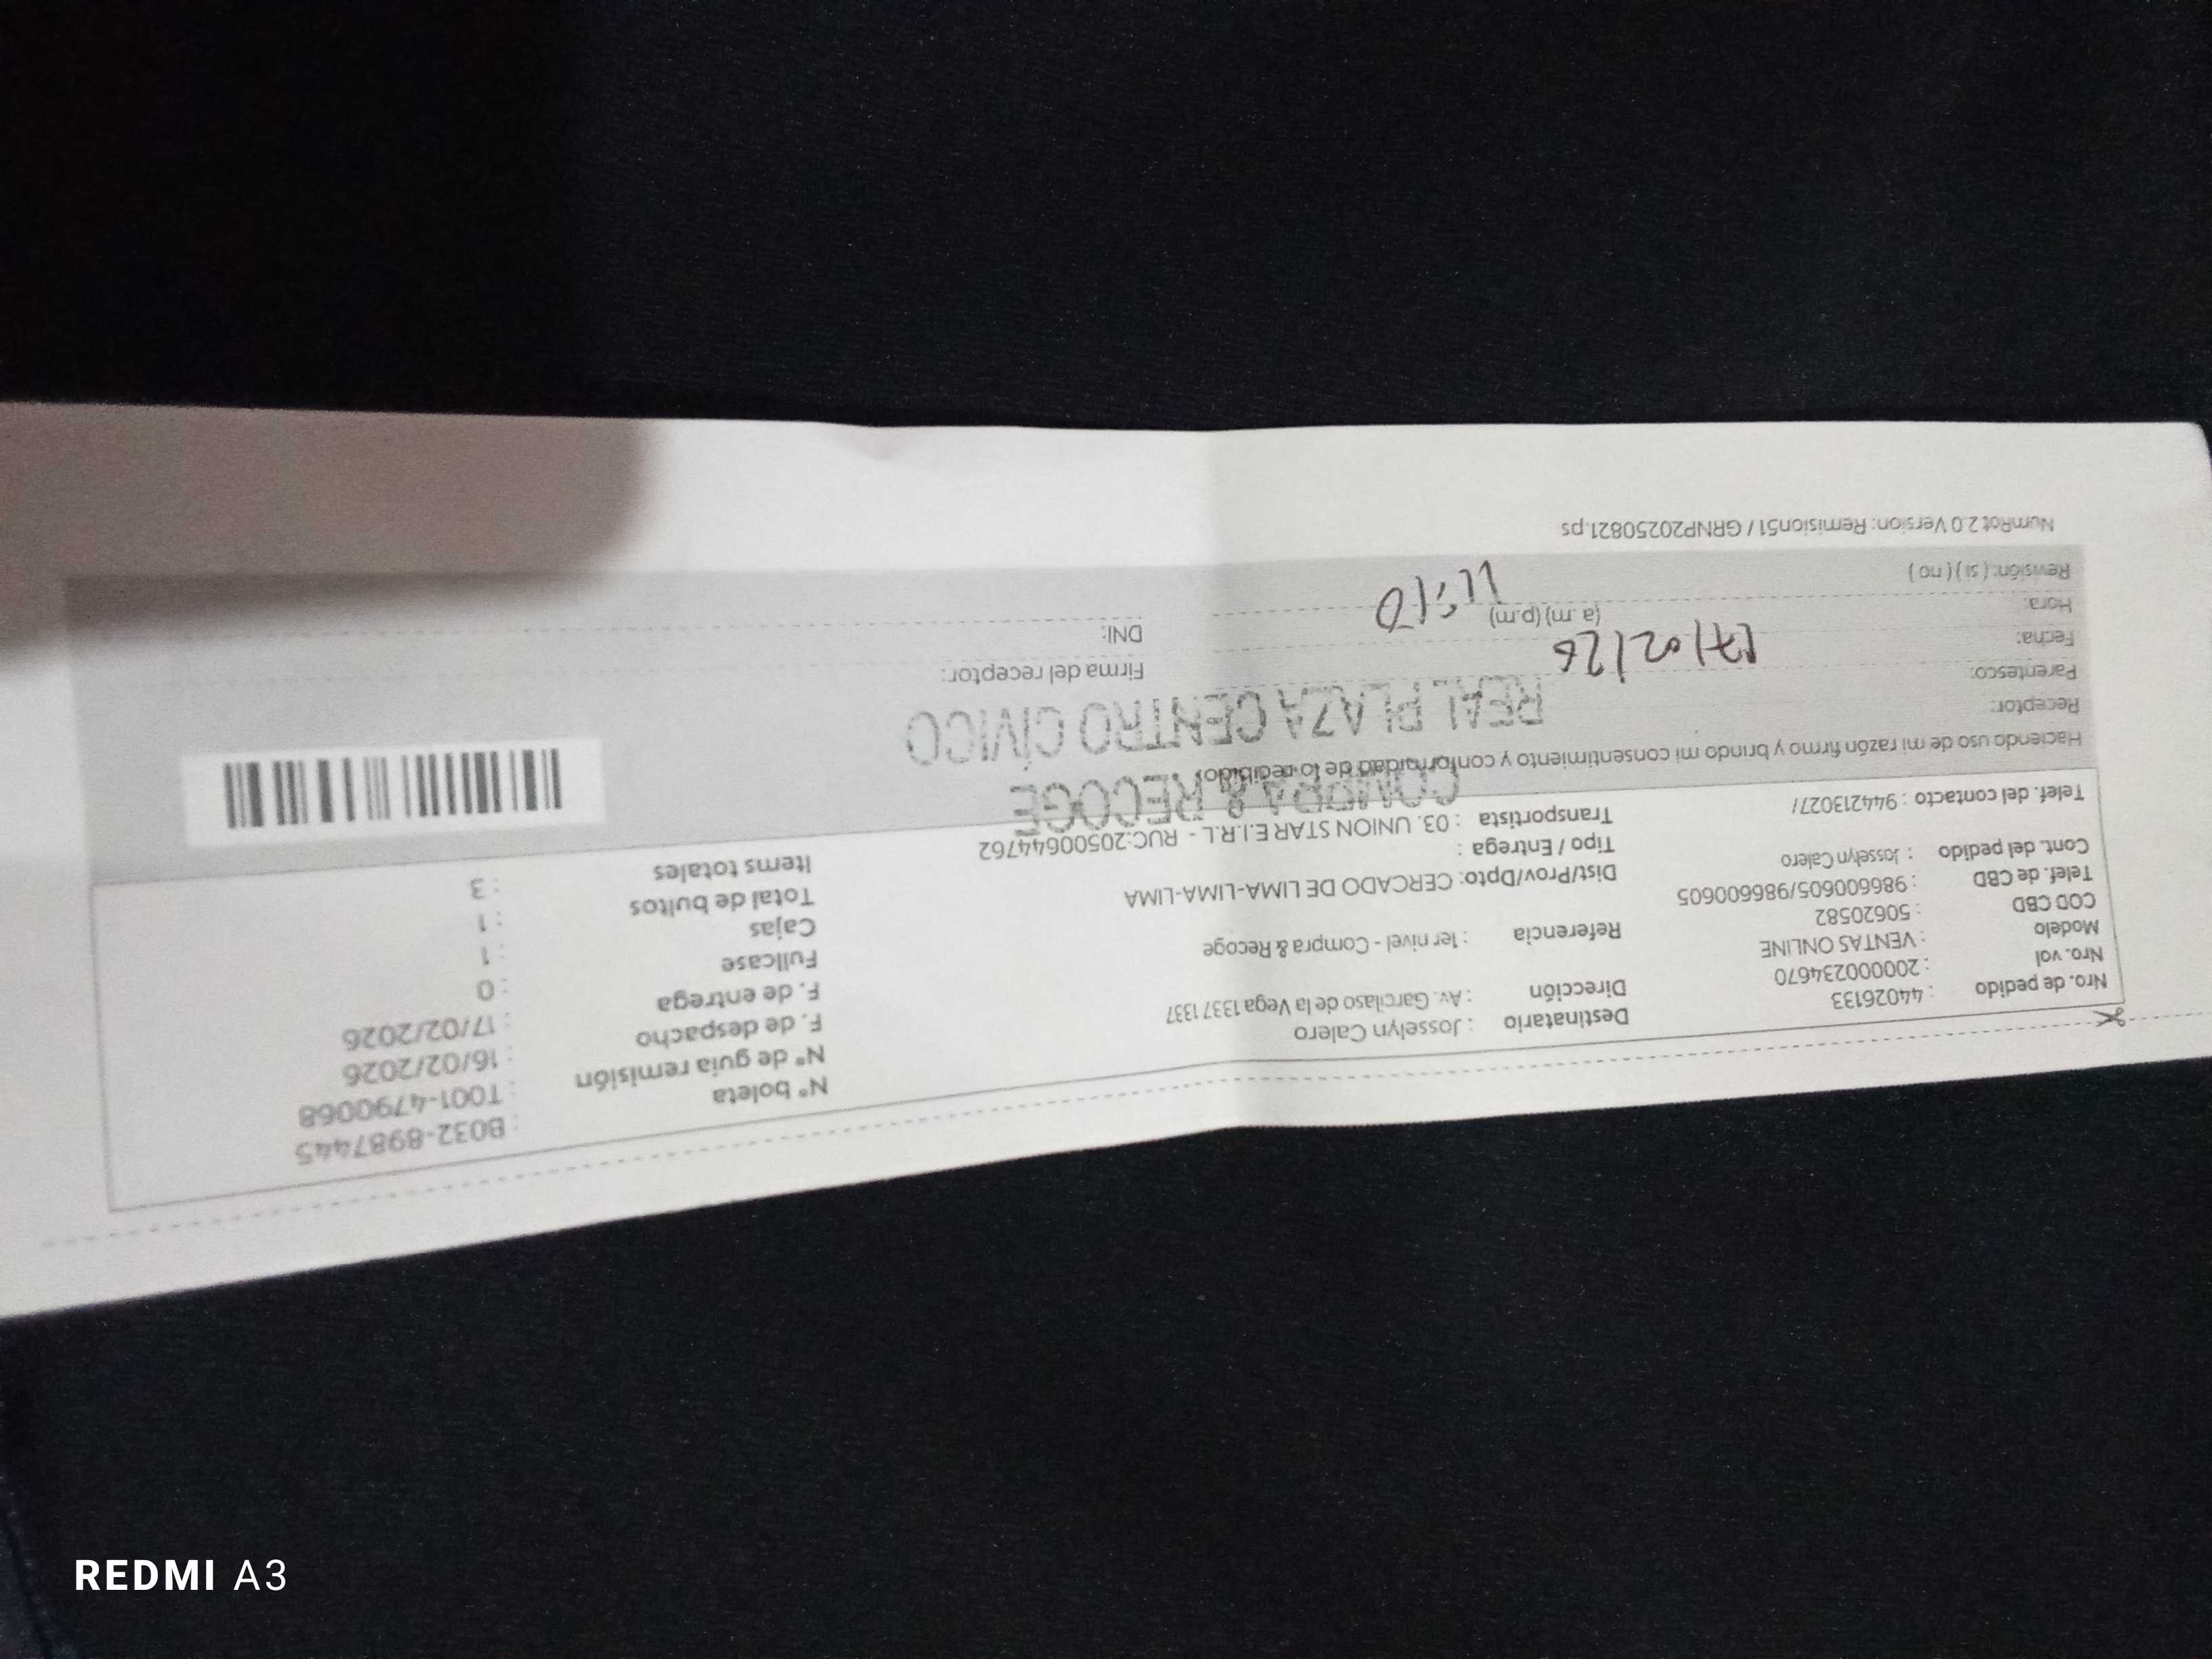 Nro. de pedido : 44026133
Nro. vol : 200000234670
Modelo : VENTAS ONLINE
COD CBD : 50620582
Telef. de CBD : 986600605/986600605
Cont. del pedido : Josselyn Calero
Telef. del contacto : 944213027/
Destinatario : Josselyn Calero
Dirección : Av. Garcilaso de la Vega 1337 1337
Referencia : 1er nivel - Compra & Recoge
Dist/Prov/Dpto: CERCADO DE LIMA-LIMA-LIMA
Tipo / Entrega :
Transportista : 03. UNION STAR E.I.R.L - RUC:20500644762
N° boleta : B032-8987445
N° de guia remisión : T001-4790068
F. de despacho : 16/02/2026
F. de entrega : 17/02/2026
Fullcase : 0
Cajas : 1
Total de bultos : 1
Items totales : 3
COMPRA & RECOGE
REAL PLAZA CENTRO CÍVICO
Haciendo uso de mi razón firmo y brindo mi consentimiento y conformidad de lo recibido:
Receptor:
Parentesco:
Fecha: 17/02/26
Hora: (a.m) (p.m) 11:10
Revisión: ( si ) ( no )
Firma del receptor:
DNI:
NumRot 2.0 Version: Remision51 / GRNP20250821.ps
REDMI A3